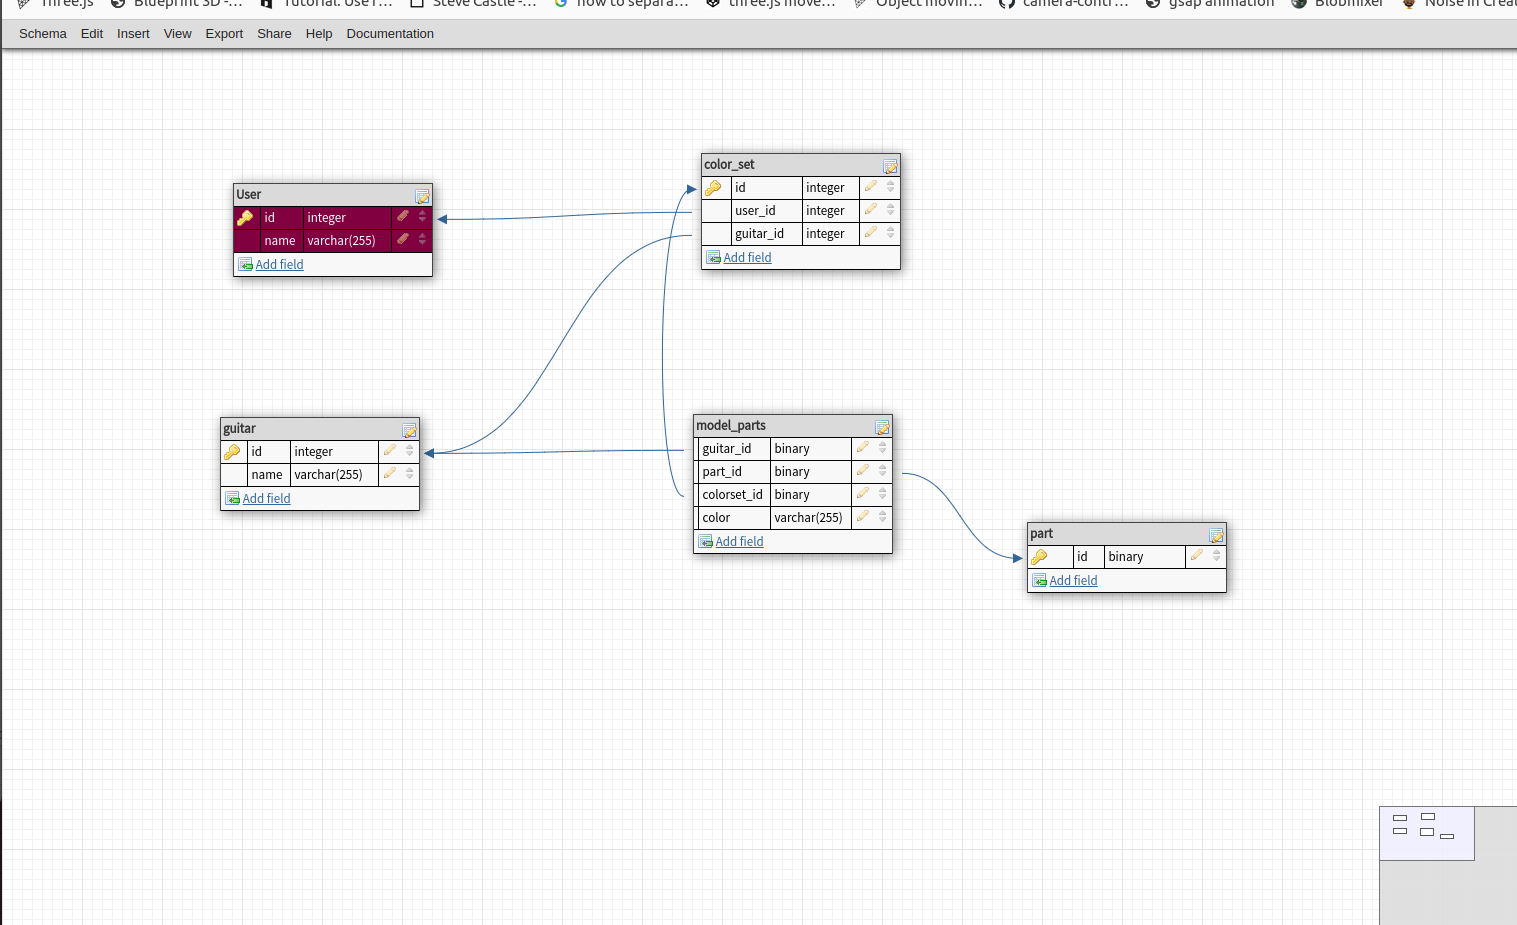 Three.js Blueprint 3D -... Tutorial: Use r... Steve Castle -... how to separa... three.js move... Object movin... camera-contr... gsap animation Blobmixer Noise in Crea
Schema Edit Insert View Export Share Help Documentation
color_set
id integer
user_id integer
guitar_id integer
Add field
User
id integer
name varchar(255)
Add field
guitar
id integer
name varchar(255)
Add field
model_parts
guitar_id binary
part_id binary
colorset_id binary
color varchar(255)
Add field
part
id binary
Add field